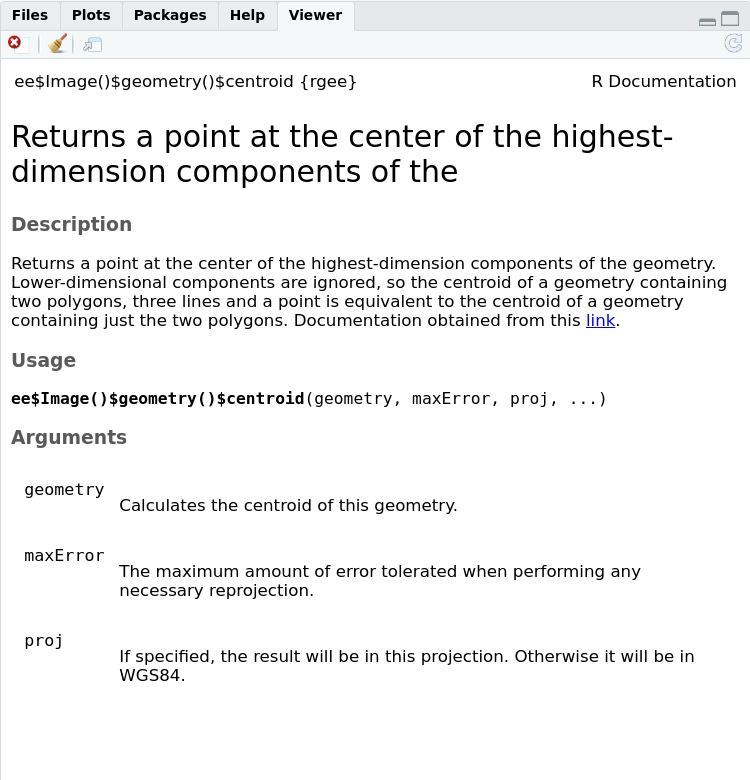 Files Plots Packages Help Viewer
ee$Image()$geometry()$centroid {rgee} R Documentation
Returns a point at the center of the highest-
dimension components of the
Description
Returns a point at the center of the highest-dimension components of the geometry.
Lower-dimensional components are ignored, so the centroid of a geometry containing
two polygons, three lines and a point is equivalent to the centroid of a geometry
containing just the two polygons. Documentation obtained from this link.
Usage
ee$Image()$geometry()$centroid(geometry, maxError, proj, ...)
Arguments
geometry
Calculates the centroid of this geometry.
maxError
The maximum amount of error tolerated when performing any
necessary reprojection.
proj
If specified, the result will be in this projection. Otherwise it will be in
WGS84.